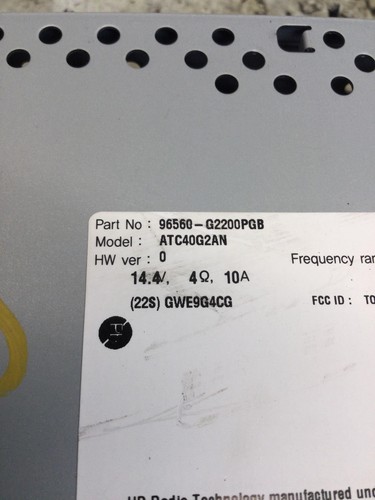 Part No : 96560-G2200PGB
Model : ATC40G2AN
HW ver : 0
Frequency ran
14.4V, 4Ω, 10A
(22S) GWE9G4CG
FCC ID : TO
HD Radio Technology manufactured und